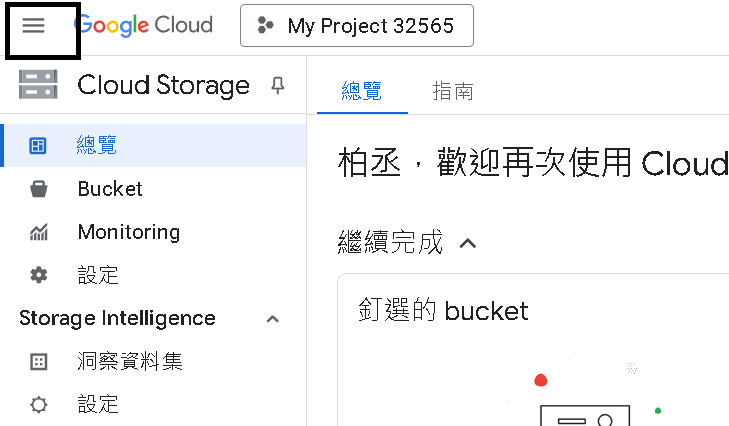 Google Cloud
My Project 32565
Cloud Storage
總覽
Bucket
Monitoring
設定
Storage Intelligence
洞察資料集
設定
總覽 指南
柏丞，歡迎再次使用 Cloud
繼續完成
釘選的 bucket